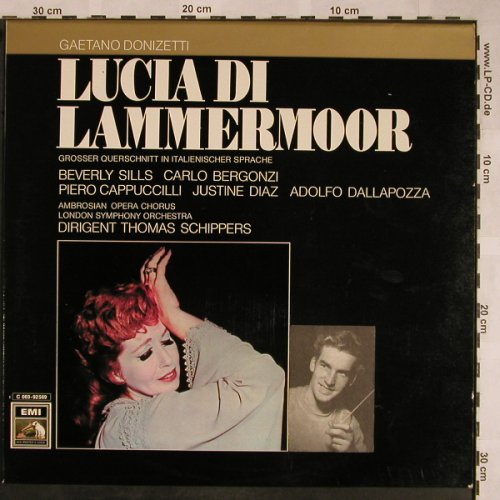 30 cm
20 cm
10 cm
www.LP-CD.de
10 cm
20 cm
30 cm
GAETANO DONIZETTI
LUCIA DI
LAMMERMOOR
GROSSER QUERSCHNITT IN ITALIENISCHER SPRACHE
BEVERLY SILLS CARLO BERGONZI
PIERO CAPPUCCILLI JUSTINE DIAZ ADOLFO DALLAPOZZA
AMBROSIAN OPERA CHORUS
LONDON SYMPHONY ORCHESTRA
DIRIGENT THOMAS SCHIPPERS
EMI